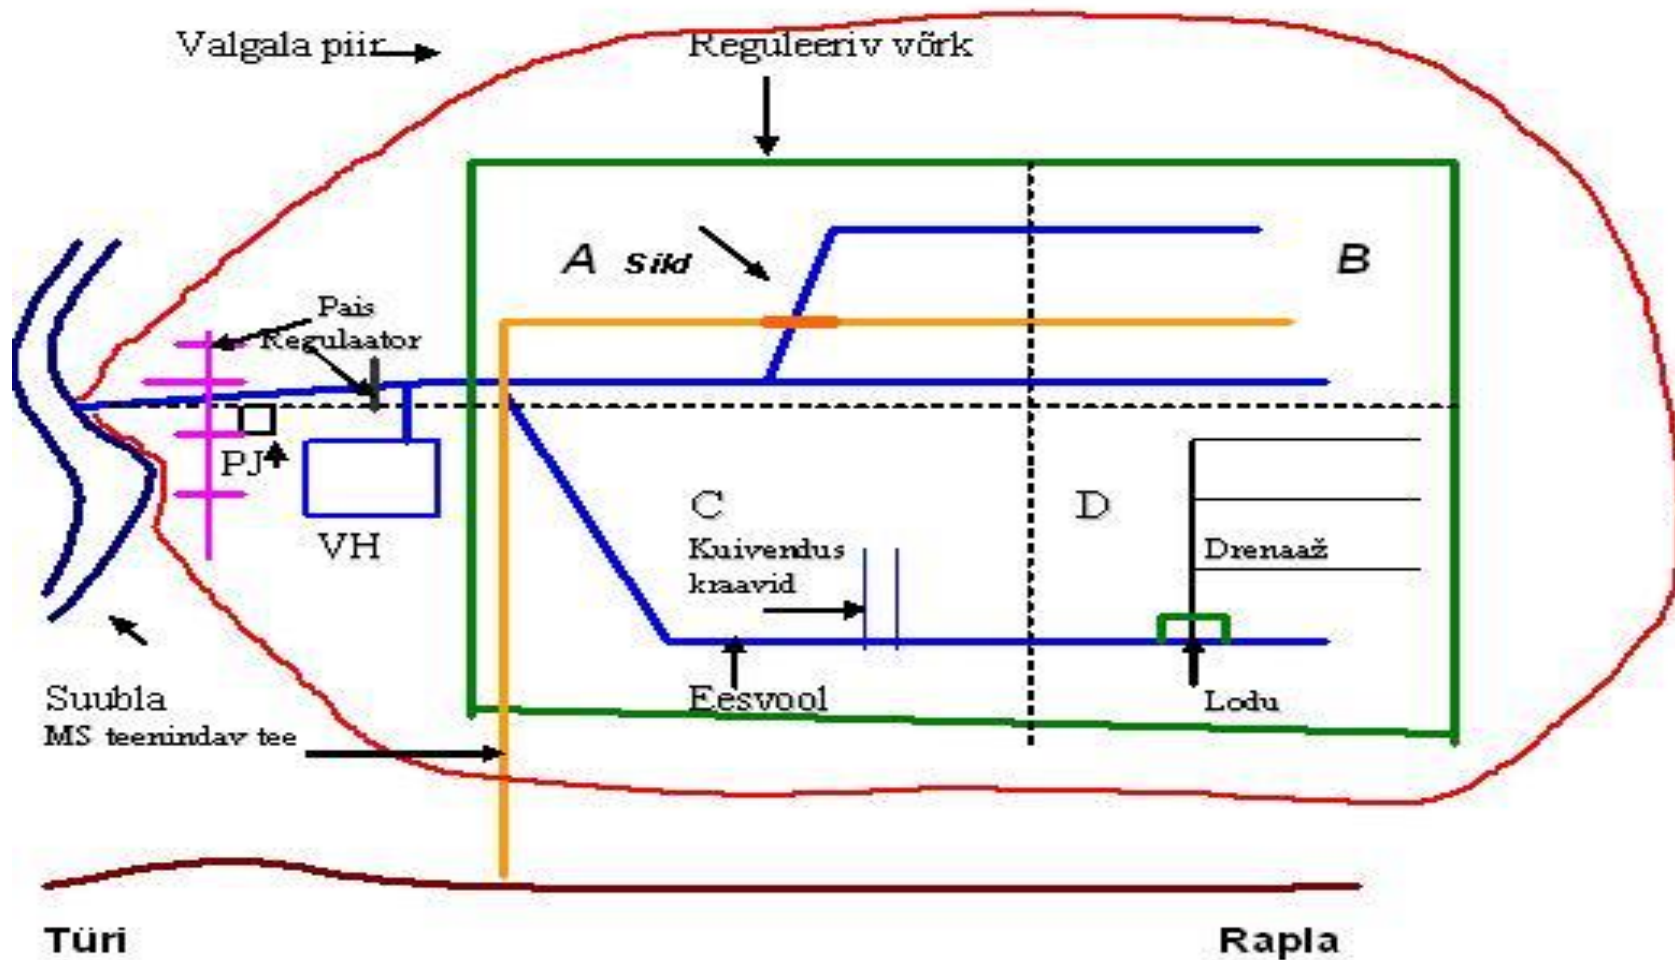 Valgala piir
Reguleeriv võrk
A
Sild
B
Pais
Regulaator
PJ
VH
C
D
Kuivendus
kraavid
Drenaaž
Suubla
Eesvool
Lodu
MS teenindav tee
Türi
Rapla